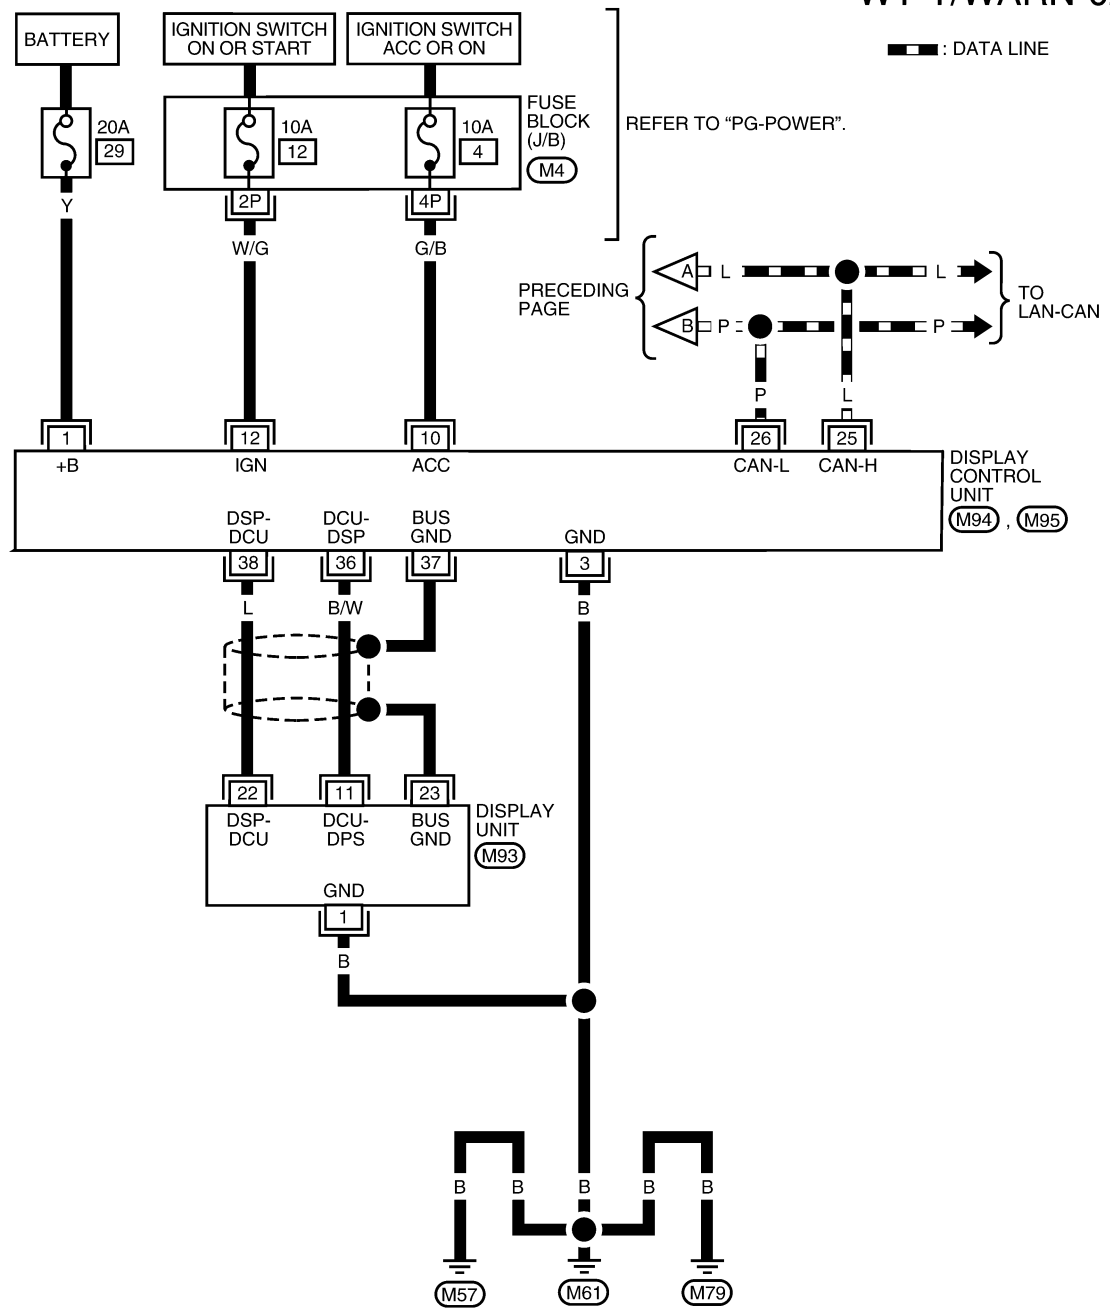 BATTERY
IGNITION SWITCH
ON OR START
IGNITION SWITCH
ACC OR ON
: DATA LINE
20A
29
10A
12
10A
4
FUSE
BLOCK
(J/B)
M4
REFER TO “PG-POWER”.
2P
4P
Y
W/G
G/B
PRECEDING
PAGE
A
L
L
B
P
P
TO
LAN-CAN
P
L
1
12
10
26
25
+B
IGN
ACC
CAN-L
CAN-H
DISPLAY
CONTROL
UNIT
M94 , M95
DSP-
DCU
DCU-
DSP
BUS
GND
GND
38
36
37
3
L
B/W
B
22
11
23
DSP-
DCU
DCU-
DPS
BUS
GND
DISPLAY
UNIT
M93
GND
1
B
B
B
B
B
B
M57
M61
M79